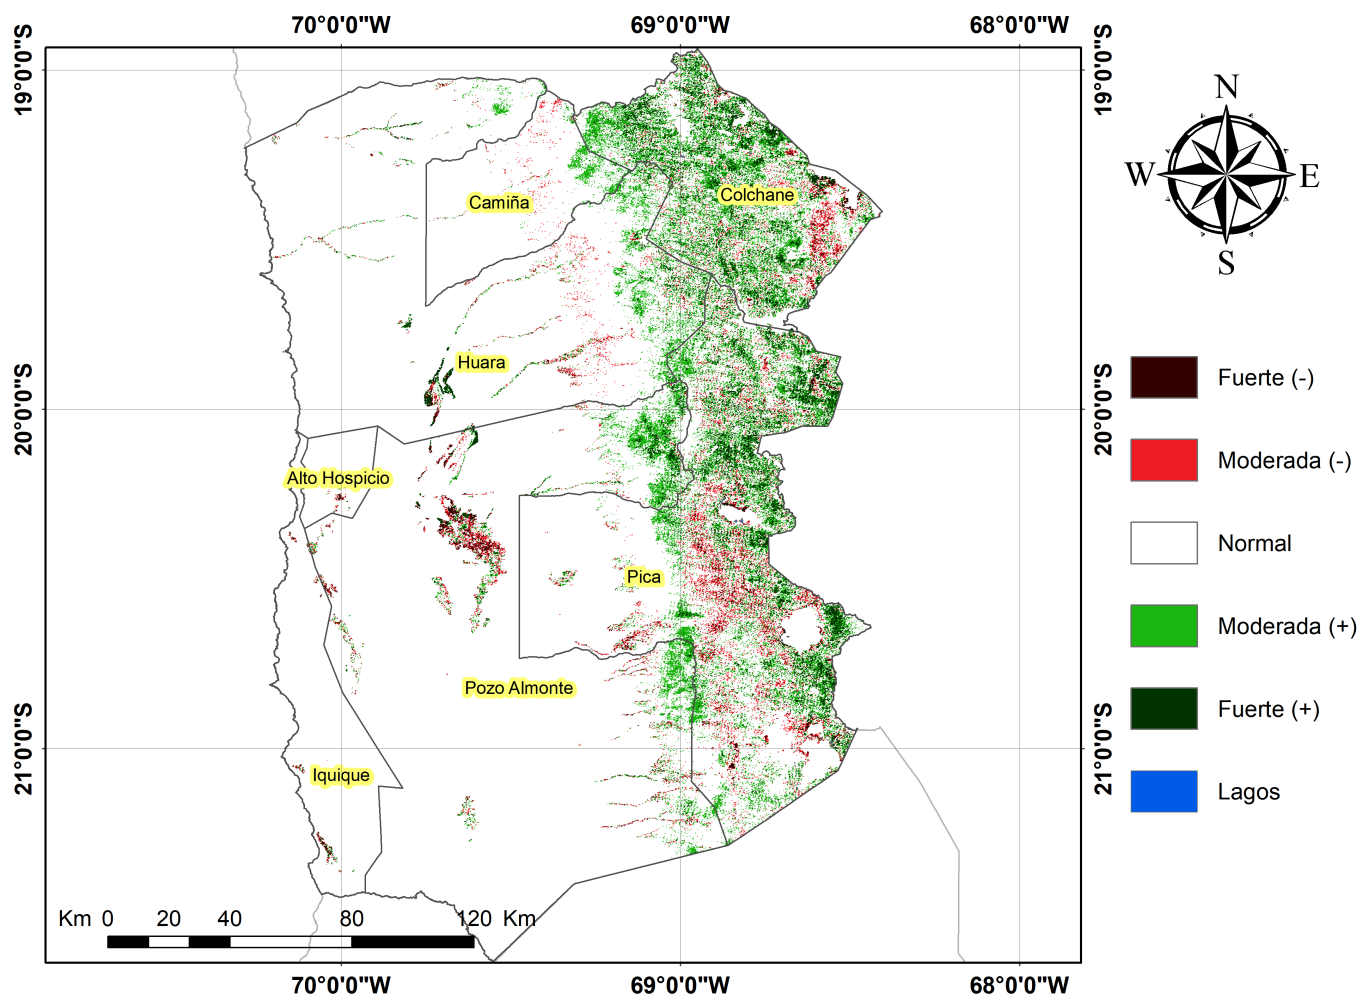 70°0'0"W 69°0'0"W 68°0'0"W
19°0'0"S 19°0'0"S
N
W E
S
Camiña
Colchane
Huara
Fuerte (-)
20°0'0"S 20°0'0"S
Moderada (-)
Alto Hospicio
Normal
Pica
Moderada (+)
Pozo Almonte
Fuerte (+)
21°0'0"S 21°0'0"S
Iquique
Lagos
Km 0 20 40 80 120 Km
70°0'0"W 69°0'0"W 68°0'0"W